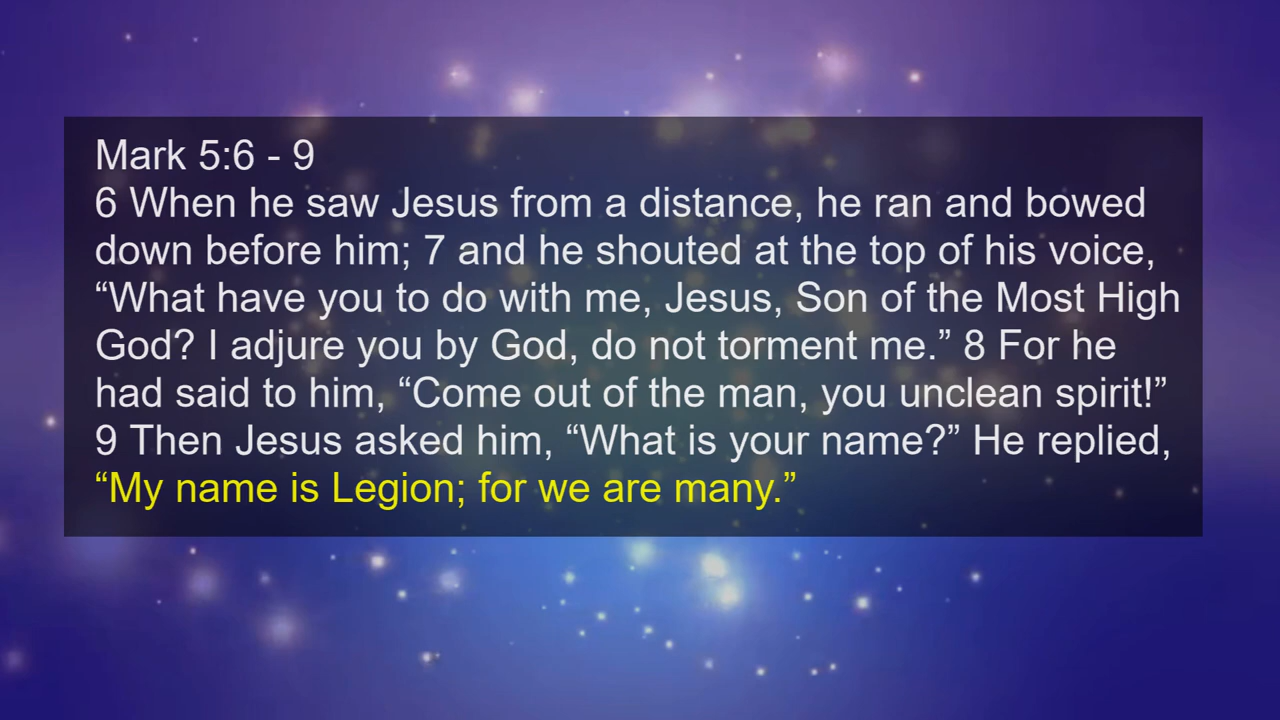 Mark 5:6 - 9
6 When he saw Jesus from a distance, he ran and bowed
down before him; 7 and he shouted at the top of his voice,
“What have you to do with me, Jesus, Son of the Most High
God? I adjure you by God, do not torment me.” 8 For he
had said to him, “Come out of the man, you unclean spirit!”
9 Then Jesus asked him, “What is your name?” He replied,
“My name is Legion; for we are many.”